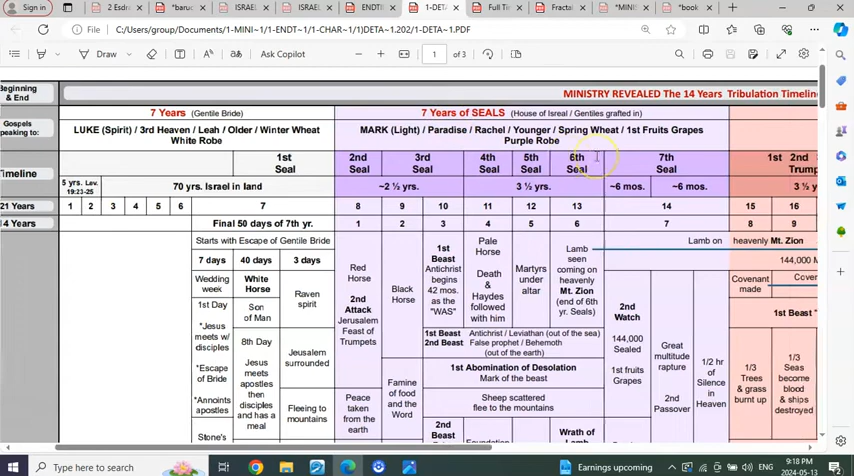 Sign in
2 Esdra
*baruc
ISRAEL
ISRAEL
ENDTIN
1-DETA
Full Tim
Fractal
*MINIS
*book
C:/Users/group/Documents/1-MINI~1/1-ENDT~1/1-CHAR~1/1)DETA~1.202/1-DETA~1.PDF
Ask Copilot
1 of 3
Beginning & End
MINISTRY REVEALED The 14 Years Tribulation Timeline
Gospels speaking to:
7 Years (Gentile Bride)
LUKE (Spirit) / 3rd Heaven / Leah / Older / Winter Wheat
White Robe
7 Years of SEALS (House of Isreal / Gentiles grafted in)
MARK (Light) / Paradise / Rachel / Younger / Spring Wheat / 1st Fruits Grapes
Purple Robe
Timeline
1st Seal
2nd Seal
3rd Seal
4th Seal
5th Seal
6th Seal
7th Seal
1st 2nd
Trump
5 yrs. Lev. 19:23-25
70 yrs. Israel in land
~2 ½ yrs.
3 ½ yrs.
~6 mos.
~6 mos.
3 ½
21 Years
1 2 3 4 5 6 7 8 9 10 11 12 13 14 15 16
14 Years
Final 50 days of 7th yr.
1 2 3 4 5 6 7 8 9
Starts with Escape of Gentile Bride
7 days
40 days
3 days
Wedding week
1st Day
*Jesus meets w/ disciples
*Escape of Bride
*Annoints apostles
Stone's
White Horse
Son of Man
8th Day
Jesus meets apostles then disciples and has a meal
Raven spirit
Jeusalem surrounded
Fleeing to mountains
Red Horse
2nd Attack
Jerusalem Feast of Trumpets
Peace taken from the earth
Black Horse
Famine of food and the Word
1st Beast
Antichrist begins 42 mos. as the "WAS"
Pale Horse
Death & Haydes followed with him
Martyrs under altar
Lamb seen coming on heavenly Mt. Zion (end of 6th yr. Seals)
1st Beast Antichrist / Leviathan (out of the sea)
2nd Beast False prophet / Behemoth (out of the earth)
1st Abomination of Desolation
Mark of the beast
Sheep scattered
flee to the mountains
2nd Beast
Wrath of
Lamb on heavenly Mt. Zion
2nd Watch
144,000 Sealed
1st fruits Grapes
Great multitude rapture
2nd Passover
1/2 hr of Silence in Heaven
144,000
Covenant made
1st Beast
1/3 Trees & grass burnt up
1/3 Seas become blood & ships destroyed
Type here to search
Earnings upcoming
ENG
9:18 PM
2024-05-13